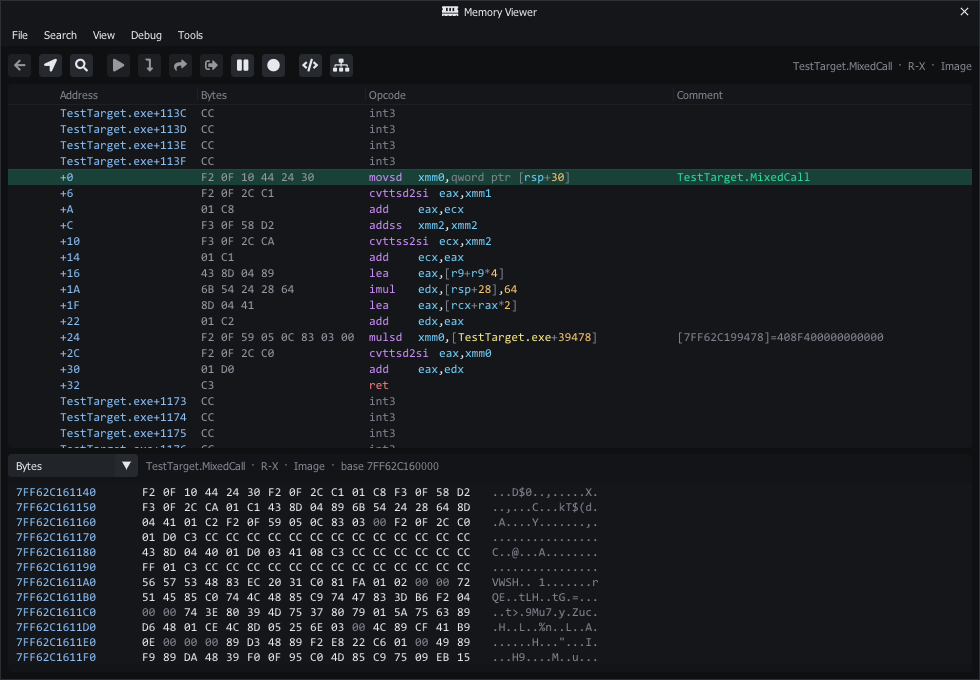 Memory Viewer
File Search View Debug Tools
TestTarget.MixedCall · R-X · Image
Address Bytes Opcode Comment
TestTarget.exe+113C CC int3
TestTarget.exe+113D CC int3
TestTarget.exe+113E CC int3
TestTarget.exe+113F CC int3
+0 F2 0F 10 44 24 30 movsd xmm0,qword ptr [rsp+30] TestTarget.MixedCall
+6 F2 0F 2C C1 cvttsd2si eax,xmm1
+A 01 C8 add eax,ecx
+C F3 0F 58 D2 addss xmm2,xmm2
+10 F3 0F 2C CA cvttss2si ecx,xmm2
+14 01 C1 add ecx,eax
+16 43 8D 04 89 lea eax,[r9+r9*4]
+1A 6B 54 24 28 64 imul edx,[rsp+28],64
+1F 8D 04 41 lea eax,[rcx+rax*2]
+22 01 C2 add edx,eax
+24 F2 0F 59 05 0C 83 03 00 mulsd xmm0,[TestTarget.exe+39478] [7FF62C199478]=408F400000000000
+2C F2 0F 2C C0 cvttsd2si eax,xmm0
+30 01 D0 add eax,edx
+32 C3 ret
TestTarget.exe+1173 CC int3
TestTarget.exe+1174 CC int3
TestTarget.exe+1175 CC int3
TestTarget.exe+1176 CC int3
Bytes TestTarget.MixedCall · R-X · Image · base 7FF62C160000
7FF62C161140 F2 0F 10 44 24 30 F2 0F 2C C1 01 C8 F3 0F 58 D2 ...D$0..,.....X.
7FF62C161150 F3 0F 2C CA 01 C1 43 8D 04 89 6B 54 24 28 64 8D ..,...C...kT$(d.
7FF62C161160 04 41 01 C2 F2 0F 59 05 0C 83 03 00 F2 0F 2C C0 .A....Y.......,.
7FF62C161170 01 D0 C3 CC CC CC CC CC CC CC CC CC CC CC CC CC ................
7FF62C161180 43 8D 04 40 01 D0 03 41 08 C3 CC CC CC CC CC CC C..@...A........
7FF62C161190 FF 01 C3 CC CC CC CC CC CC CC CC CC CC CC CC CC ................
7FF62C1611A0 56 57 53 48 83 EC 20 31 C0 81 FA 01 02 00 00 72 VWSH.. 1.......r
7FF62C1611B0 51 45 85 C0 74 4C 48 85 C9 74 47 83 3D B6 F2 04 QE..tLH..tG.=...
7FF62C1611C0 00 00 74 3E 80 39 4D 75 37 80 79 01 5A 75 63 89 ..t>.9Mu7.y.Zuc.
7FF62C1611D0 D6 48 01 CE 4C 8D 05 25 6E 03 00 4C 89 CF 41 B9 .H..L..%n..L..A.
7FF62C1611E0 0E 00 00 00 89 D3 48 89 F2 E8 22 C6 01 00 49 89 ......H..."...I.
7FF62C1611F0 F9 89 DA 48 39 F0 0F 95 C0 4D 85 C9 75 09 EB 15 ...H9....M..u...